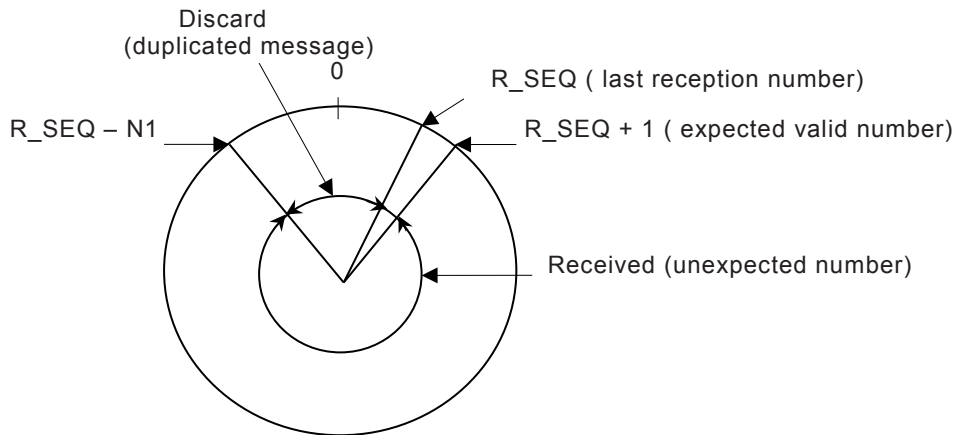 Discard
(duplicated message)
0
R_SEQ ( last reception number)
R_SEQ – N1
R_SEQ + 1 ( expected valid number)
Received (unexpected number)